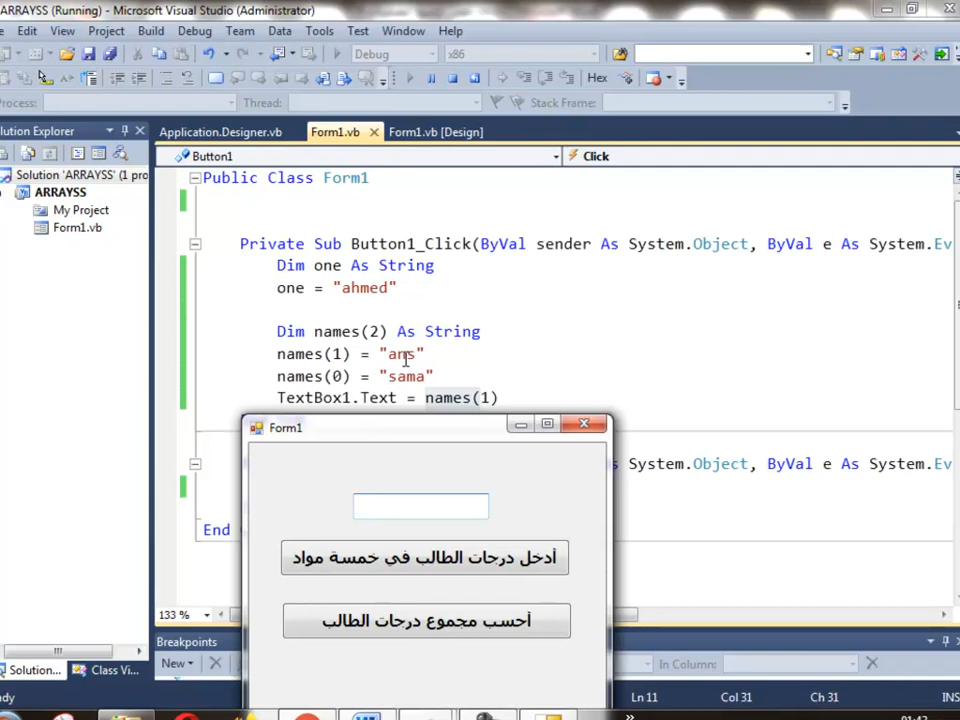 ARRAYSS (Running) - Microsoft Visual Studio (Administrator)
Edit View Project Build Debug Team Data Tools Test Window Help
Debug x86
Hex
Process: Thread: Stack Frame:
olution Explorer
Application.Designer.vb Form1.vb Form1.vb [Design]
Solution 'ARRAYSS' (1 pro
ARRAYSS
My Project
Form1.vb
Button1 Click
Public Class Form1
Private Sub Button1_Click(ByVal sender As System.Object, ByVal e As System.Ev
Dim one As String
one = "ahmed"
Dim names(2) As String
names(1) = "ans"
names(0) = "sama"
TextBox1.Text = names(1)
Form1
s System.Object, ByVal e As System.Ev
End
أدخل درجات الطالب في خمسة مواد
أحسب مجموع درجات الطالب
133 %
Breakpoints
New In Column:
Solution... Class Vi...
Ln 11 Col 31 Ch 31 INS